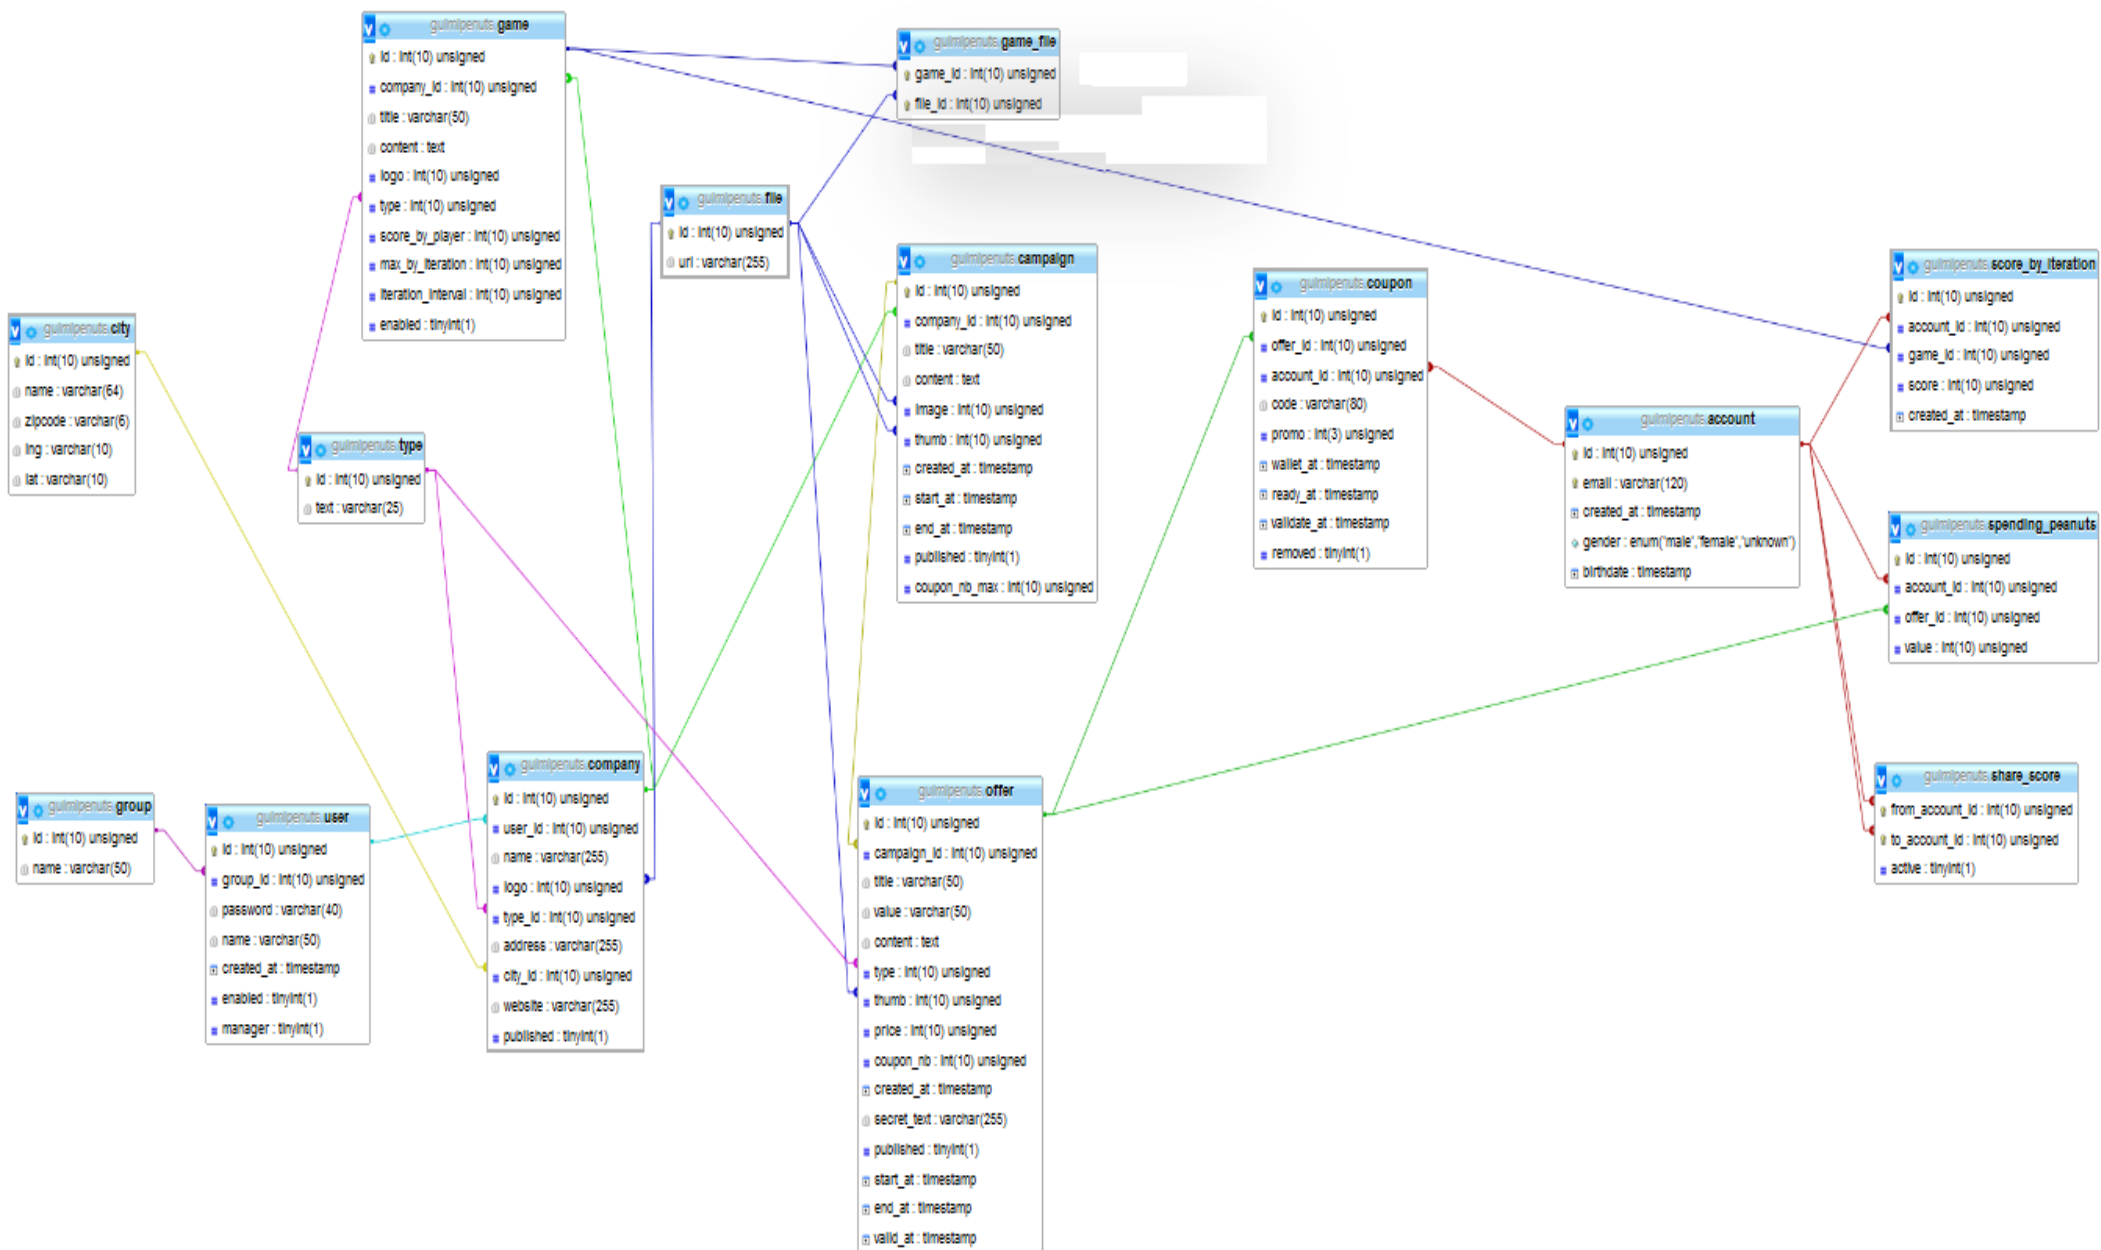 guimipenuts.game
id : int(10) unsigned
company_id : int(10) unsigned
title : varchar(50)
content : text
logo : int(10) unsigned
type : int(10) unsigned
score_by_player : int(10) unsigned
max_by_iteration : int(10) unsigned
iteration_interval : int(10) unsigned
enabled : tinyint(1)
guimipenuts.game_file
game_id : int(10) unsigned
file_id : int(10) unsigned
guimipenuts.file
id : int(10) unsigned
url : varchar(255)
guimipenuts.campaign
id : int(10) unsigned
company_id : int(10) unsigned
title : varchar(50)
content : text
image : int(10) unsigned
thumb : int(10) unsigned
created_at : timestamp
start_at : timestamp
end_at : timestamp
published : tinyint(1)
coupon_nb_max : int(10) unsigned
guimipenuts.coupon
id : int(10) unsigned
offer_id : int(10) unsigned
account_id : int(10) unsigned
code : varchar(80)
promo : int(3) unsigned
wallet_at : timestamp
ready_at : timestamp
validate_at : timestamp
removed : tinyint(1)
guimipenuts.score_by_iteration
id : int(10) unsigned
account_id : int(10) unsigned
game_id : int(10) unsigned
score : int(10) unsigned
created_at : timestamp
guimipenuts.city
id : int(10) unsigned
name : varchar(64)
zipcode : varchar(6)
lng : varchar(10)
lat : varchar(10)
guimipenuts.type
id : int(10) unsigned
text : varchar(25)
guimipenuts.account
id : int(10) unsigned
email : varchar(120)
created_at : timestamp
gender : enum('male','female','unknown')
birthdate : timestamp
guimipenuts.spending_peanuts
id : int(10) unsigned
account_id : int(10) unsigned
offer_id : int(10) unsigned
value : int(10) unsigned
guimipenuts.group
id : int(10) unsigned
name : varchar(50)
guimipenuts.user
id : int(10) unsigned
group_id : int(10) unsigned
password : varchar(40)
name : varchar(50)
created_at : timestamp
enabled : tinyint(1)
manager : tinyint(1)
guimipenuts.company
id : int(10) unsigned
user_id : int(10) unsigned
name : varchar(255)
logo : int(10) unsigned
type_id : int(10) unsigned
address : varchar(255)
city_id : int(10) unsigned
website : varchar(255)
published : tinyint(1)
guimipenuts.offer
id : int(10) unsigned
campaign_id : int(10) unsigned
title : varchar(50)
value : varchar(50)
content : text
type : int(10) unsigned
thumb : int(10) unsigned
price : int(10) unsigned
coupon_nb : int(10) unsigned
created_at : timestamp
secret_text : varchar(255)
published : tinyint(1)
start_at : timestamp
end_at : timestamp
valid_at : timestamp
guimipenuts.share_score
from_account_id : int(10) unsigned
to_account_id : int(10) unsigned
active : tinyint(1)